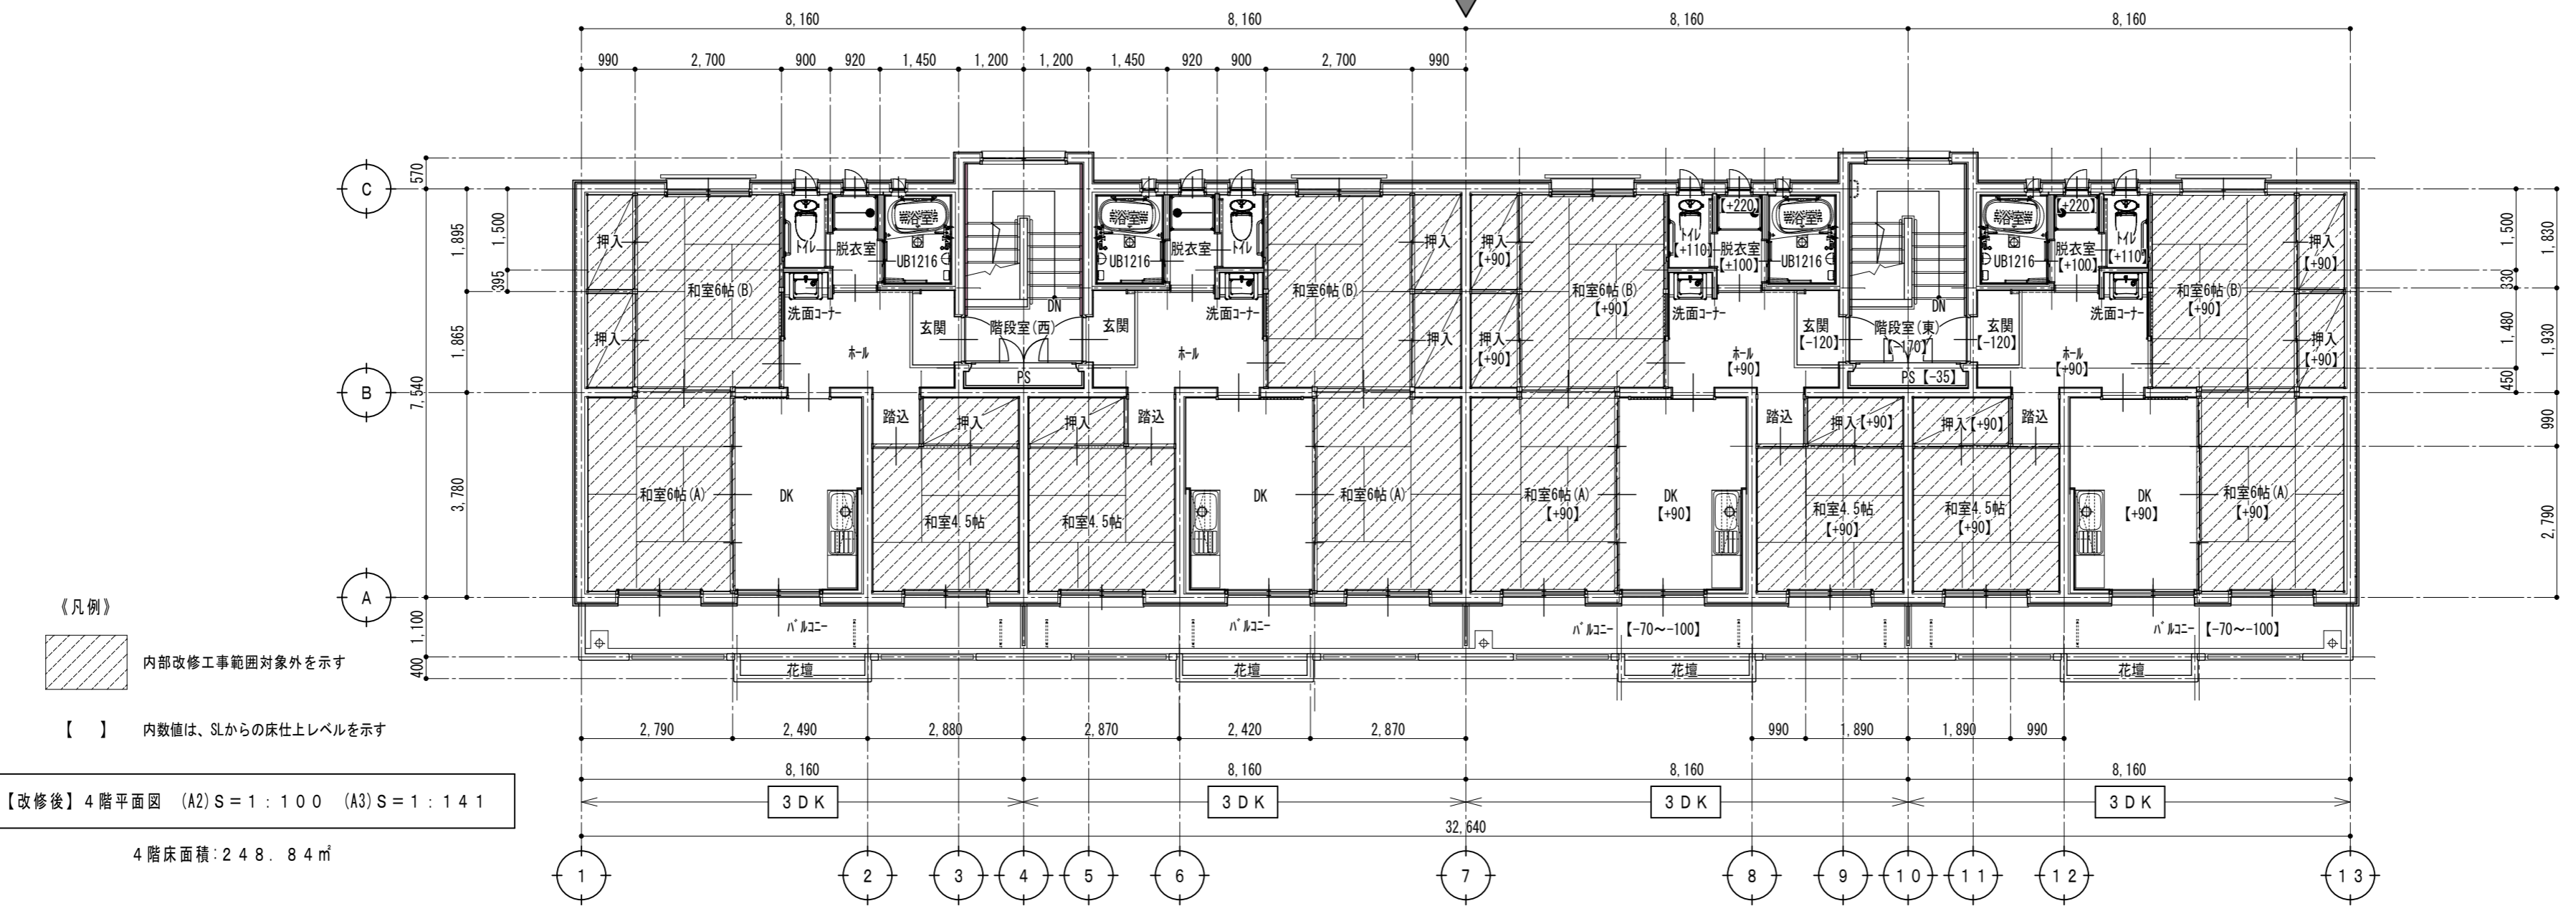 8,160 8,160 8,160 8,160
990 2,700 900 920 1,450 1,200 1,200 1,450 920 900 2,700 990
C
B
A
570
7,540
1,100
400
1,895
1,865
3,780
1,500
395
1,500
330
1,480
450
990
2,790
1,830
1,930
押入
押入
和室6帖(B)
トイレ
脱衣室
浴室
UB1216
洗面コーナー
玄関
ホール
階段室(西)
DN
PS
踏込
押入
和室6帖(A)
DK
和室4.5帖
バルコニー
花壇
浴室
UB1216
脱衣室
トイレ
洗面コーナー
玄関
ホール
和室6帖(B)
押入
押入
押入
踏込
和室4.5帖
DK
和室6帖(A)
バルコニー
花壇
押入
【+90】
押入
【+90】
和室6帖(B)
【+90】
トイレ
【+110】
【+220】
脱衣室
【+100】
浴室
UB1216
洗面コーナー
玄関
【-120】
ホール
【+90】
階段室(東)
【-170】
DN
PS【-35】
踏込
押入【+90】
和室6帖(A)
【+90】
DK
【+90】
和室4.5帖
【+90】
バルコニー 【-70~-100】
花壇
浴室
UB1216
【+220】
脱衣室
【+100】
トイレ
【+110】
洗面コーナー
玄関
【-120】
ホール
【+90】
和室6帖(B)
【+90】
押入
【+90】
押入
【+90】
押入【+90】
踏込
和室4.5帖
【+90】
DK
【+90】
和室6帖(A)
【+90】
バルコニー 【-70~-100】
花壇
《凡例》
内部改修工事範囲対象外を示す
【 】 内数値は、SLからの床仕上レベルを示す
【改修後】4階平面図 (A2)S=1:100 (A3)S=1:141
4階床面積:248.84㎡
2,790 2,490 2,880 2,870 2,420 2,870 990 1,890 1,890 990
8,160 8,160 8,160 8,160
3DK 3DK 3DK 3DK
32,640
1 2 3 4 5 6 7 8 9 10 11 12 13